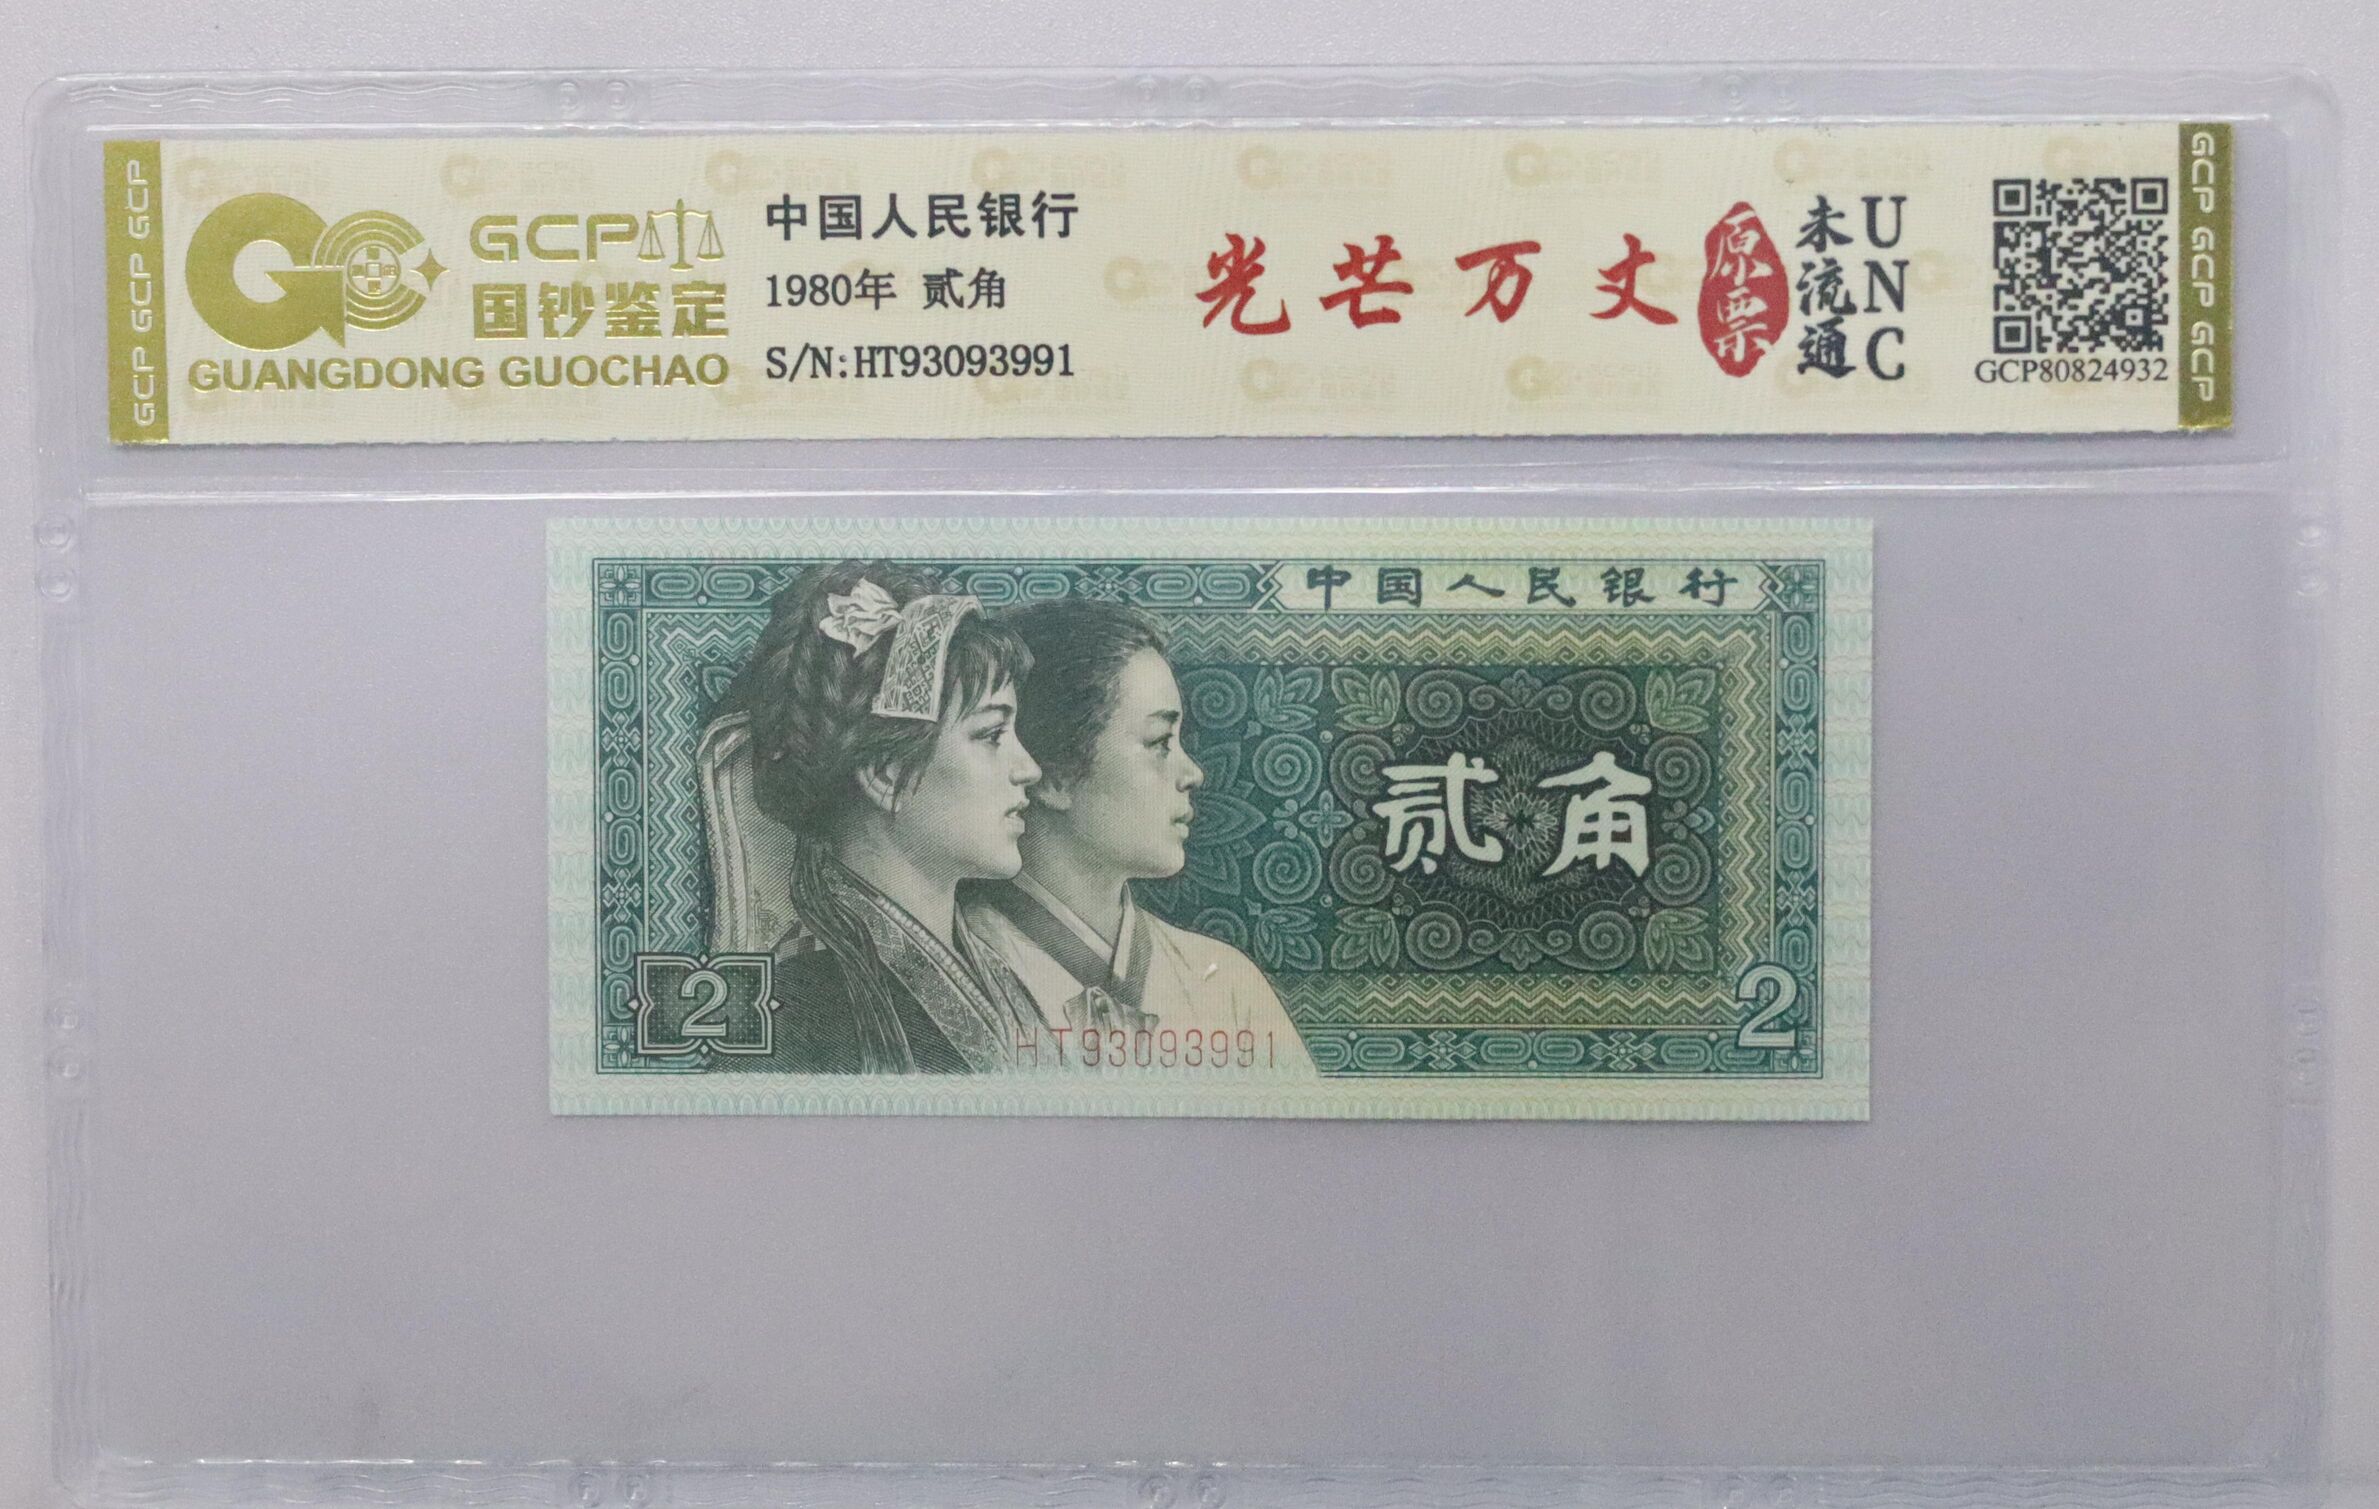 GCP GCP GCP
GCP
国钞鉴定
GUANGDONG GUOCHAO
中国人民银行
1980年 贰角
S/N:HT93093991
光芒万丈
原票
未流通
UNC
GCP80824932
GCP GCP GCP
中国人民银行
贰角
2
2
HT93093991